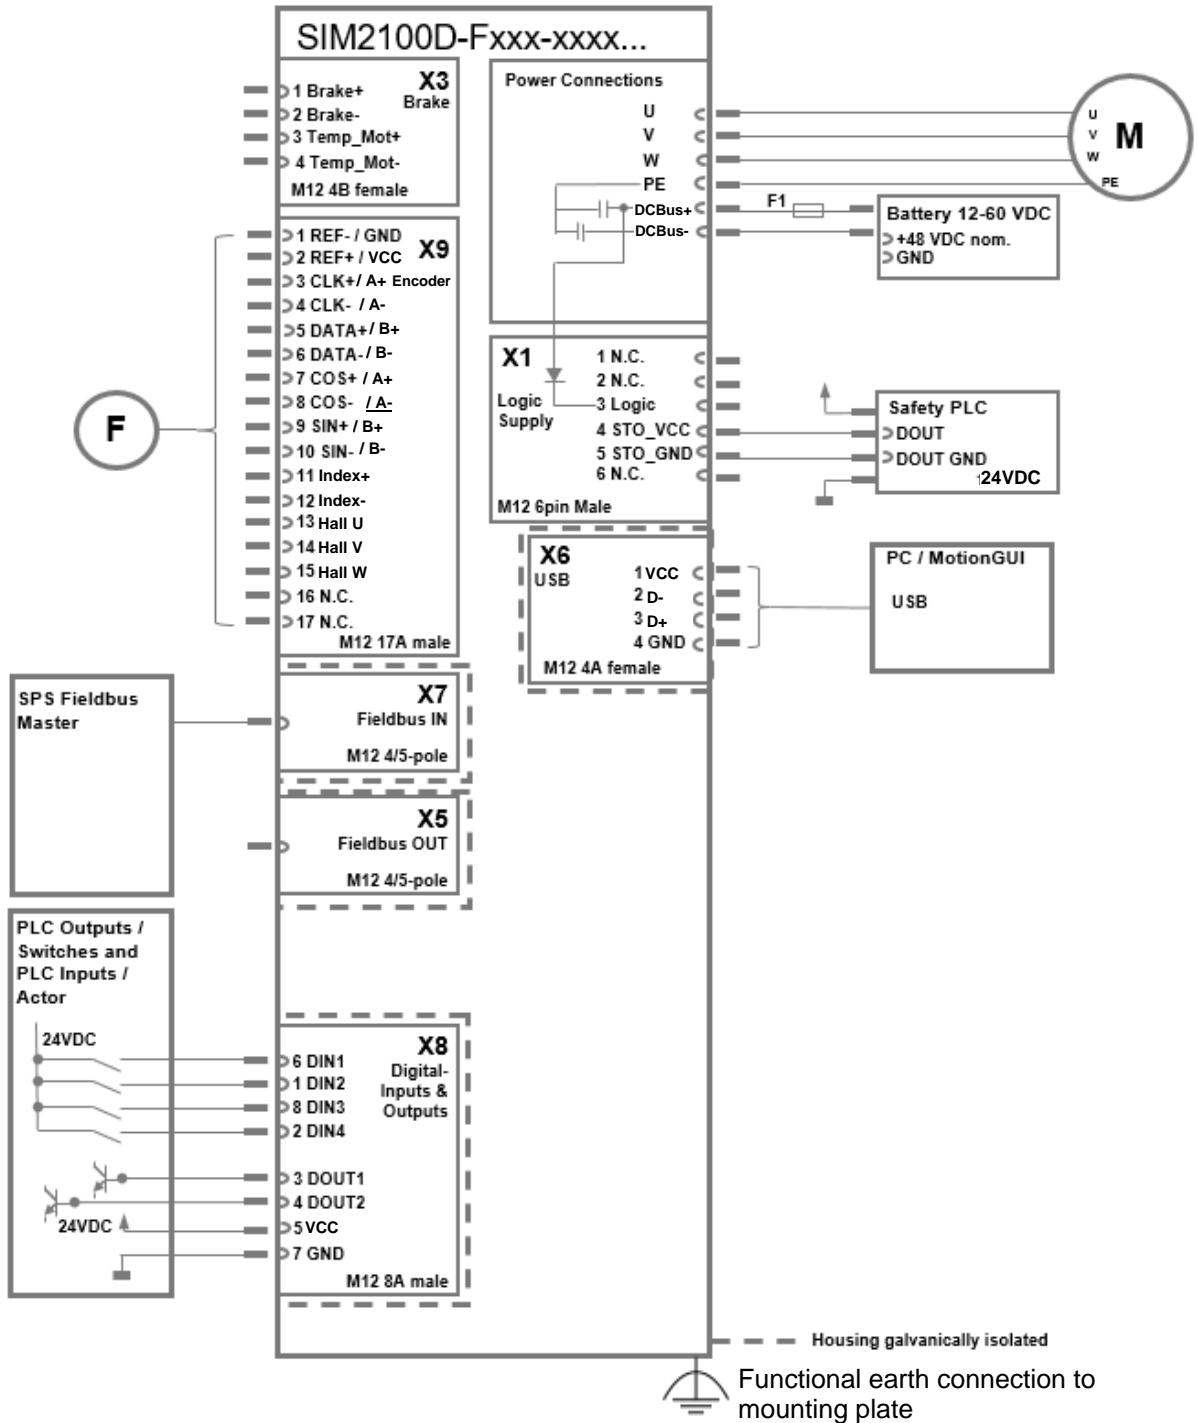 SIM2100D-Fxxx-xxxx...
X3
Brake
1 Brake+
2 Brake-
3 Temp_Mot+
4 Temp_Mot-
M12 4B female
Power Connections
U
V
W
PE
DCBus+
DCBus-
U
V
W
PE
M
F1
Battery 12-60 VDC
+48 VDC nom.
GND
X9
1 REF- / GND
2 REF+ / VCC
3 CLK+ / A+ Encoder
4 CLK- / A-
5 DATA+ / B+
6 DATA- / B-
7 COS+ / A+
8 COS- / A-
9 SIN+ / B+
10 SIN- / B-
11 Index+
12 Index-
13 Hall U
14 Hall V
15 Hall W
16 N.C.
17 N.C.
M12 17A male
F
X1
Logic
Supply
1 N.C.
2 N.C.
3 Logic
4 STO_VCC
5 STO_GND
6 N.C.
M12 6pin Male
Safety PLC
DOUT
DOUT GND
24VDC
X6
USB
1 VCC
2 D-
3 D+
4 GND
M12 4A female
PC / MotionGUI
USB
SPS Fieldbus
Master
X7
Fieldbus IN
M12 4/5-pole
X5
Fieldbus OUT
M12 4/5-pole
PLC Outputs /
Switches and
PLC Inputs /
Actor
24VDC
24VDC
X8
Digital-
Inputs &
Outputs
6 DIN1
1 DIN2
8 DIN3
2 DIN4
3 DOUT1
4 DOUT2
5 VCC
7 GND
M12 8A male
Housing galvanically isolated
Functional earth connection to
mounting plate